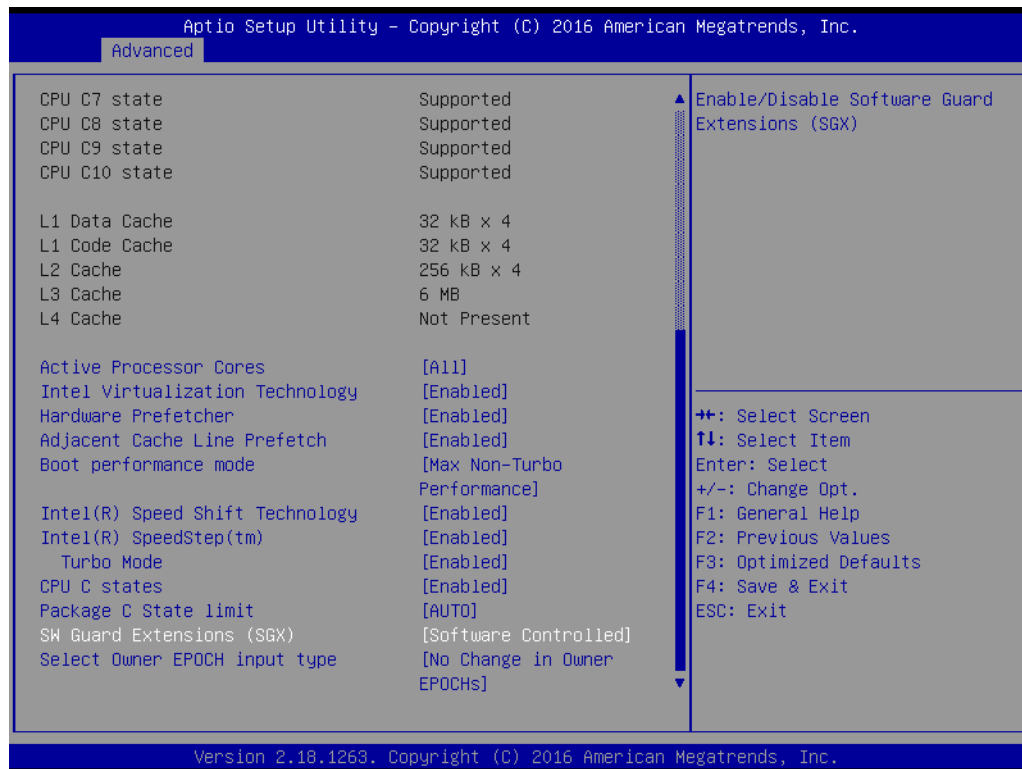 Aptio Setup Utility – Copyright (C) 2016 American Megatrends, Inc.
Advanced
CPU C7 state Supported
CPU C8 state Supported
CPU C9 state Supported
CPU C10 state Supported
L1 Data Cache 32 kB x 4
L1 Code Cache 32 kB x 4
L2 Cache 256 kB x 4
L3 Cache 6 MB
L4 Cache Not Present
Active Processor Cores [All]
Intel Virtualization Technology [Enabled]
Hardware Prefetcher [Enabled]
Adjacent Cache Line Prefetch [Enabled]
Boot performance mode [Max Non-Turbo
Performance]
Intel(R) Speed Shift Technology [Enabled]
Intel(R) SpeedStep(tm) [Enabled]
Turbo Mode [Enabled]
CPU C states [Enabled]
Package C State limit [AUTO]
SW Guard Extensions (SGX) [Software Controlled]
Select Owner EPOCH input type [No Change in Owner
EPOCHs]
Enable/Disable Software Guard
Extensions (SGX)
→←: Select Screen
↑↓: Select Item
Enter: Select
+/-: Change Opt.
F1: General Help
F2: Previous Values
F3: Optimized Defaults
F4: Save & Exit
ESC: Exit
Version 2.18.1263. Copyright (C) 2016 American Megatrends, Inc.